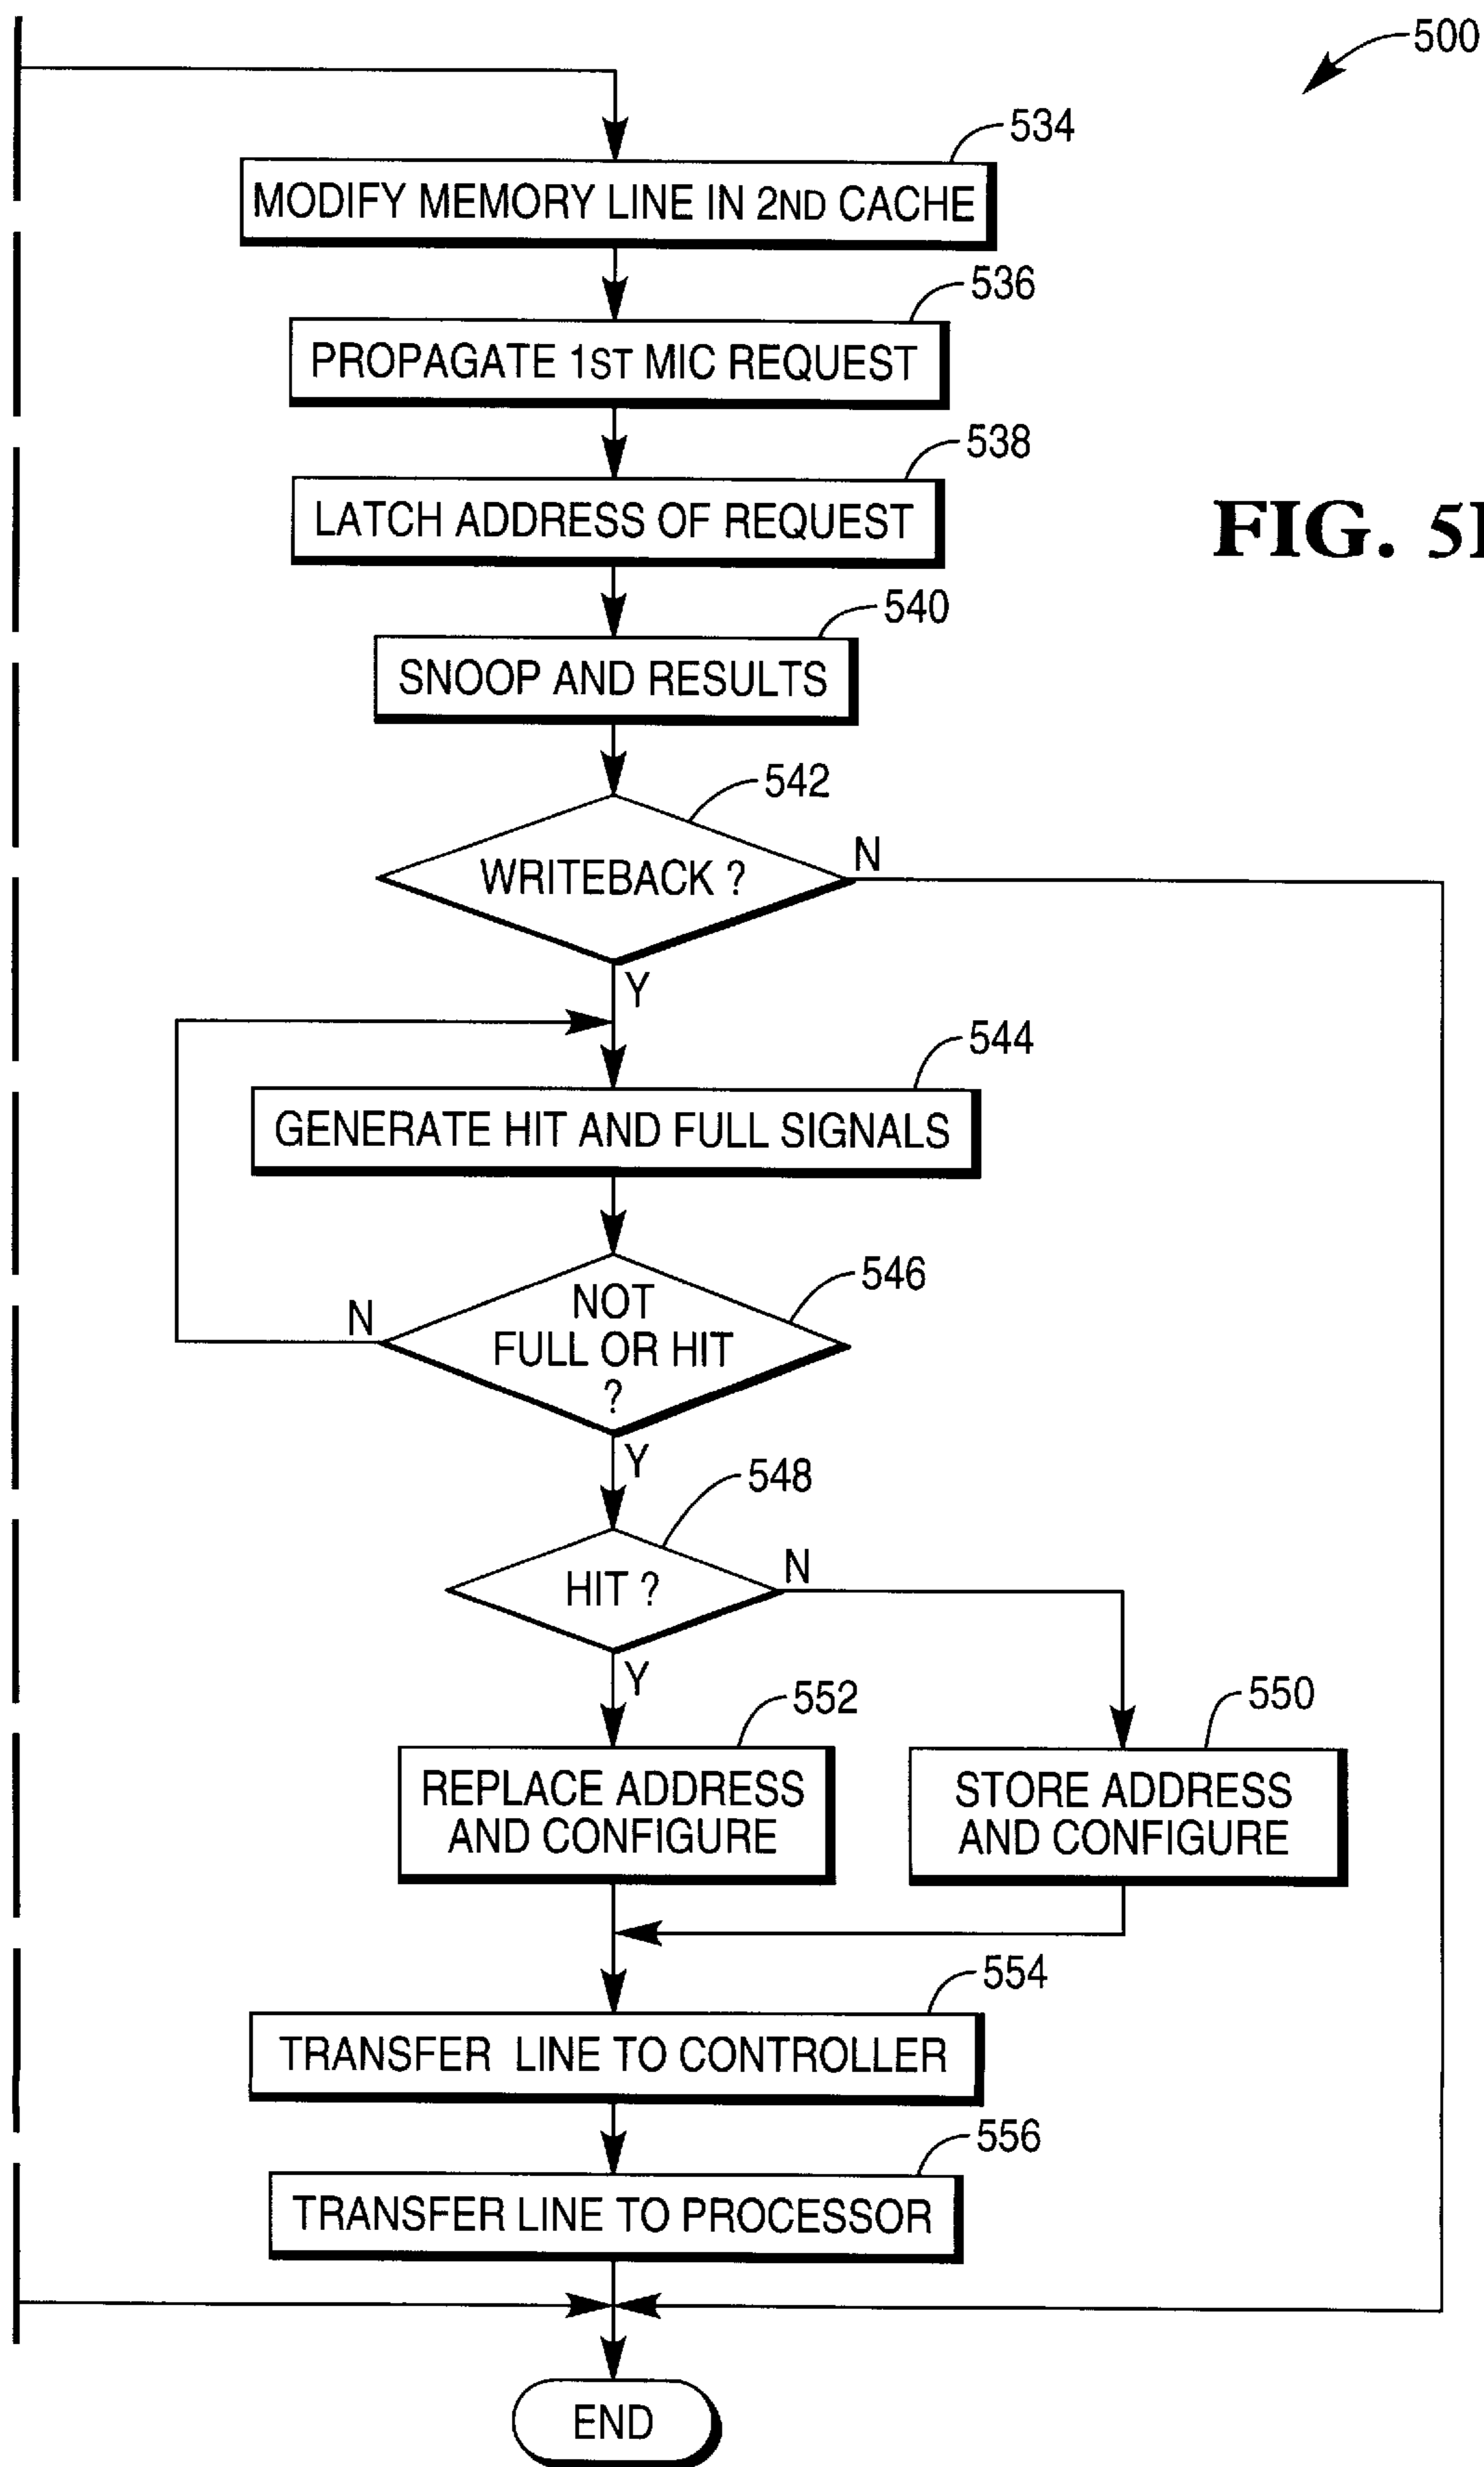 500
534
MODIFY MEMORY LINE IN 2ND CACHE
536
PROPAGATE 1ST MIC REQUEST
538
LATCH ADDRESS OF REQUEST
FIG.
540
SNOOP AND RESULTS
542
WRITEBACK ?
N
Y
544
GENERATE HIT AND FULL SIGNALS
546
NOT
FULL OR HIT
?
N
Y
548
HIT ?
N
Y
552
REPLACE ADDRESS
AND CONFIGURE
550
STORE ADDRESS
AND CONFIGURE
554
TRANSFER LINE TO CONTROLLER
556
TRANSFER LINE TO PROCESSOR
END